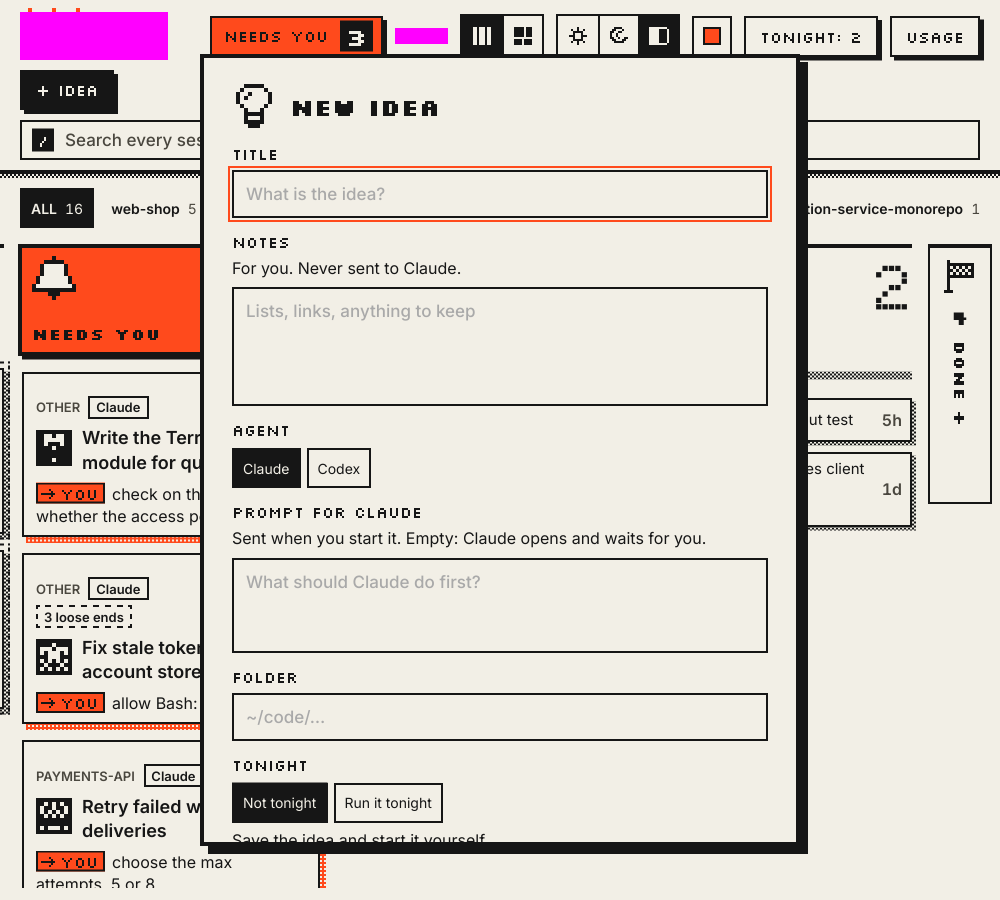 NEEDS YOU 3
TONIGHT: 2
USAGE
+ IDEA
/ Search every ses
ALL 16
web-shop 5
tion-service-monorepo 1
NEEDS YOU
2
DONE
OTHER Claude
Write the Terr
module for qu
→ YOU check on th
whether the access p
OTHER Claude
3 loose ends
Fix stale toker
account store
→ YOU allow Bash:
PAYMENTS-API Claude
Retry failed w
deliveries
→ YOU choose the max
attempts, 5 or 8
NEW IDEA
TITLE
What is the idea?
NOTES
For you. Never sent to Claude.
Lists, links, anything to keep
AGENT
Claude
Codex
PROMPT FOR CLAUDE
Sent when you start it. Empty: Claude opens and waits for you.
What should Claude do first?
FOLDER
~/code/...
TONIGHT
Not tonight
Run it tonight
Save the idea and start it yourself
ut test 5h
es client
1d